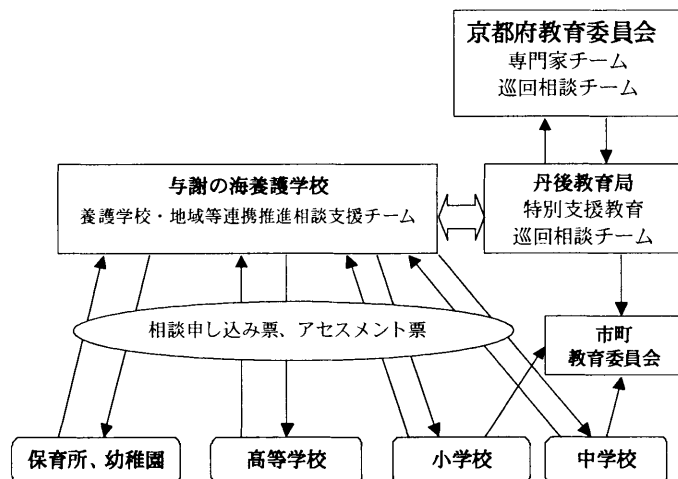 京都府教育委員会
専門家チーム
巡回相談チーム
与謝の海養護学校
養護学校・地域等連携推進相談支援チーム
丹後教育局
特別支援教育
巡回相談チーム
相談申し込み票、アセスメント票
市町
教育委員会
保育所、幼稚園
高等学校
小学校
中学校